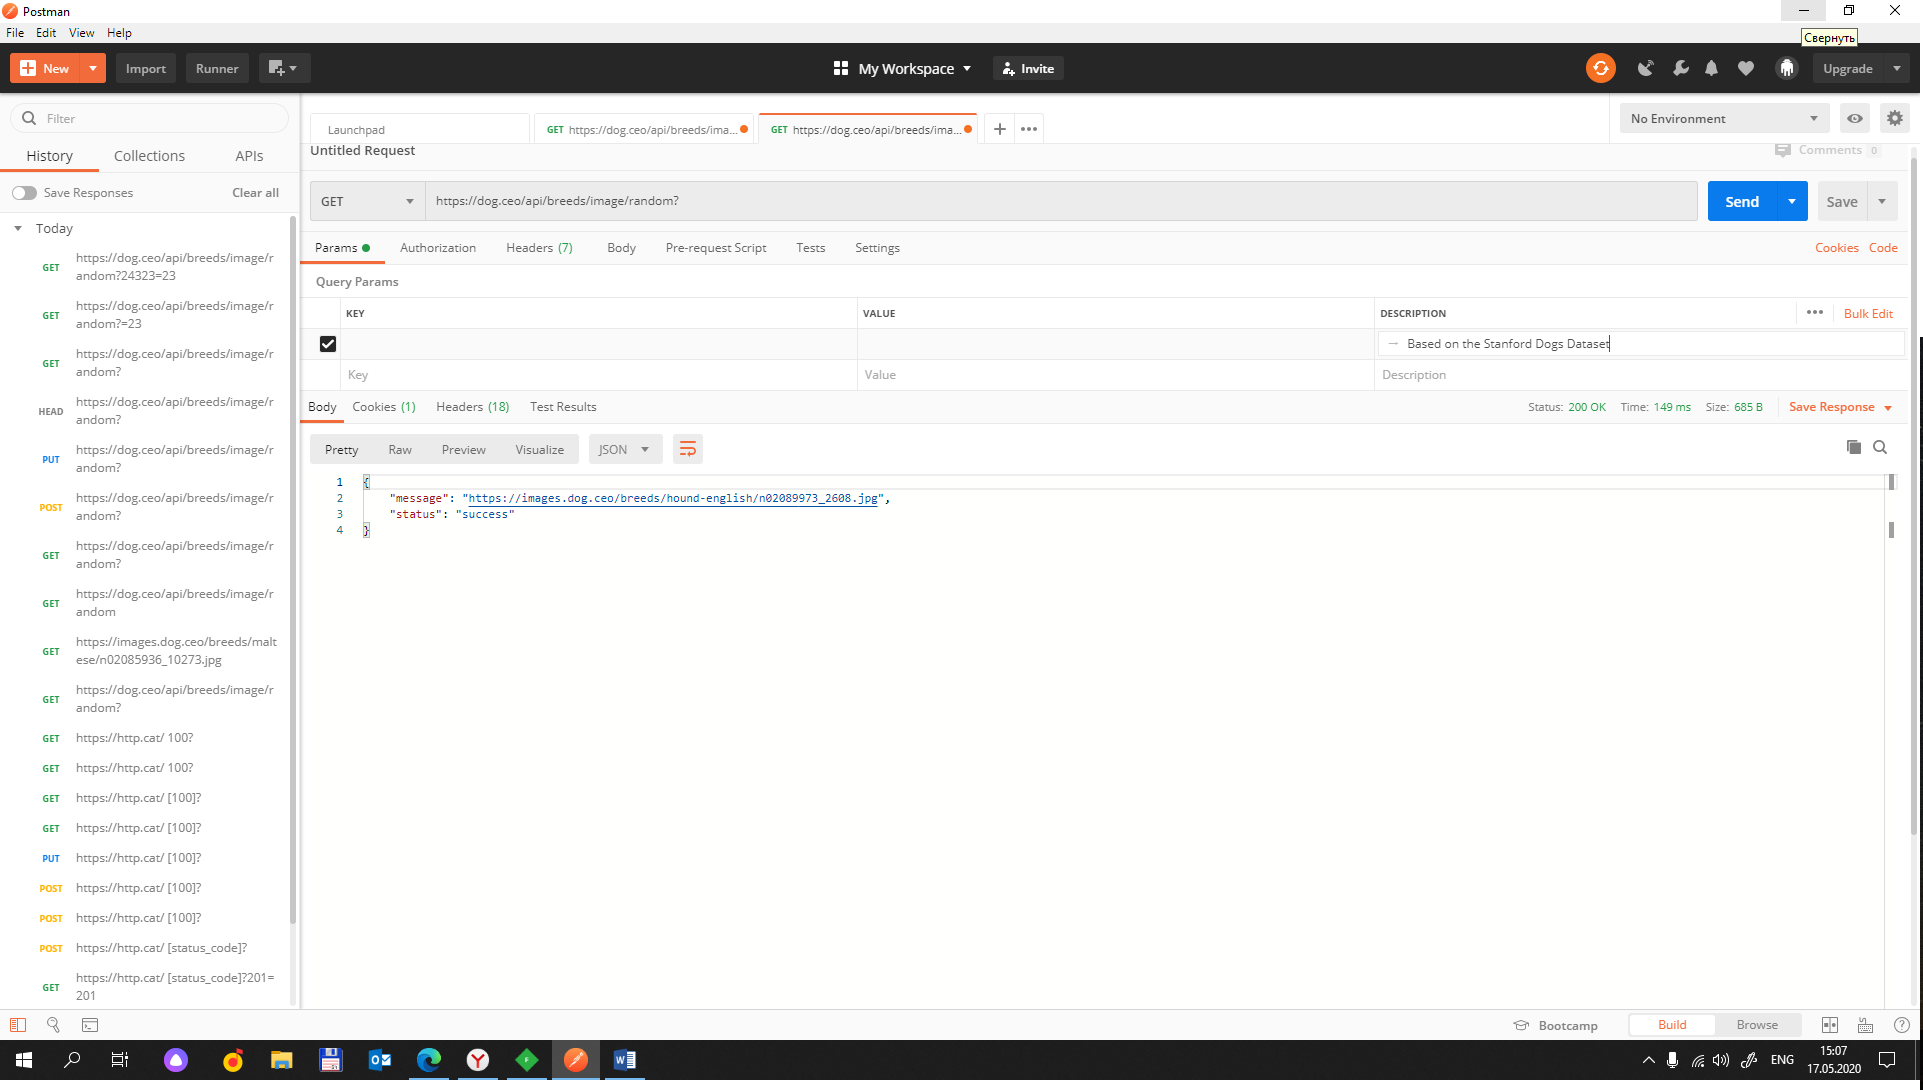 Postman
File Edit View Help
Свернуть
New Import Runner My Workspace Invite Upgrade
Filter
History Collections APIs
Save Responses Clear all
Today
GET https://dog.ceo/api/breeds/image/r
andom?24323=23
GET https://dog.ceo/api/breeds/image/r
andom?=23
GET https://dog.ceo/api/breeds/image/r
andom?
HEAD https://dog.ceo/api/breeds/image/r
andom?
PUT https://dog.ceo/api/breeds/image/r
andom?
POST https://dog.ceo/api/breeds/image/r
andom?
GET https://dog.ceo/api/breeds/image/r
andom?
GET https://dog.ceo/api/breeds/image/r
andom
GET https://images.dog.ceo/breeds/malt
ese/n02085936_10273.jpg
GET https://dog.ceo/api/breeds/image/r
andom?
GET https://http.cat/ 100?
GET https://http.cat/ 100?
GET https://http.cat/ [100]?
GET https://http.cat/ [100]?
PUT https://http.cat/ [100]?
POST https://http.cat/ [100]?
POST https://http.cat/ [100]?
POST https://http.cat/ [status_code]?
GET https://http.cat/ [status_code]?201=
201
Launchpad GET https://dog.ceo/api/breeds/ima... GET https://dog.ceo/api/breeds/ima... + ••• No Environment
Untitled Request Comments 0
GET https://dog.ceo/api/breeds/image/random? Send Save
Params Authorization Headers (7) Body Pre-request Script Tests Settings Cookies Code
Query Params
KEY VALUE DESCRIPTION ••• Bulk Edit
→ Based on the Stanford Dogs Dataset
Key Value Description
Body Cookies (1) Headers (18) Test Results Status: 200 OK Time: 149 ms Size: 685 B Save Response
Pretty Raw Preview Visualize JSON
1 {
2 "message": "https://images.dog.ceo/breeds/hound-english/n02089973_2608.jpg",
3 "status": "success"
4 }
Bootcamp Build Browse
ENG 15:07
17.05.2020